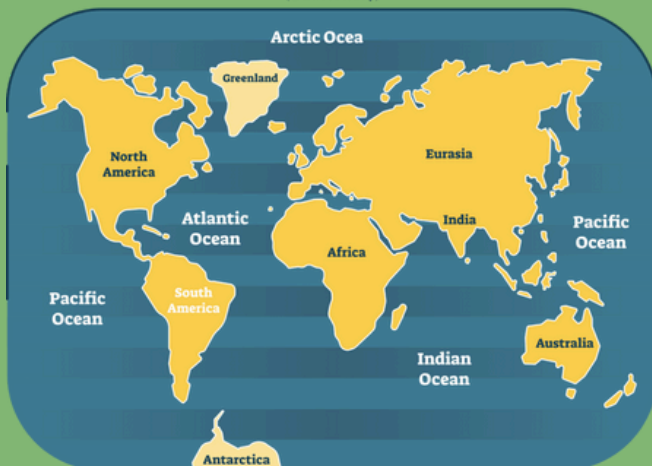 Arctic Ocea
Greenland
North
America
Eurasia
Atlantic
Ocean
India
Pacific
Ocean
Africa
Pacific
Ocean
South
America
Indian
Ocean
Australia
Antarctica